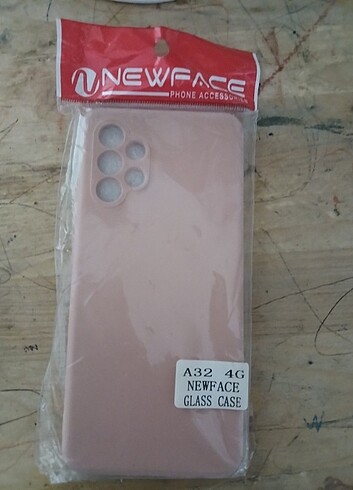 NEWFACE
PHONE ACCESSORIES
A32 4G
NEWFACE
GLASS CASE